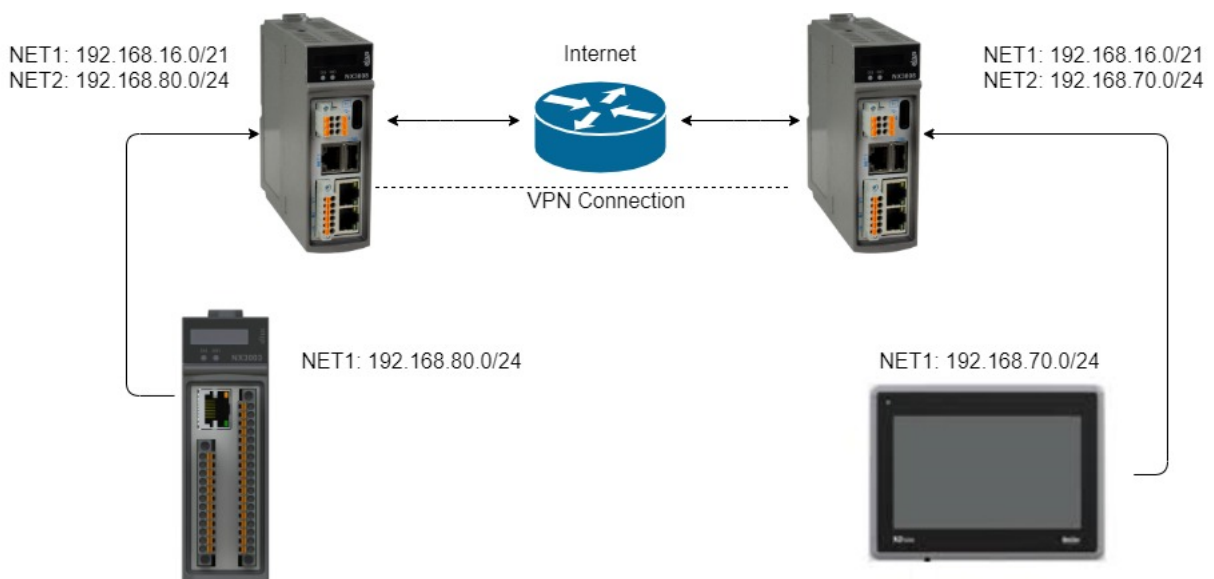 NET1: 192.168.16.0/21
NET2: 192.168.80.0/24
Internet
NET1: 192.168.16.0/21
NET2: 192.168.70.0/24
VPN Connection
NET1: 192.168.80.0/24
NET1: 192.168.70.0/24
NX3003